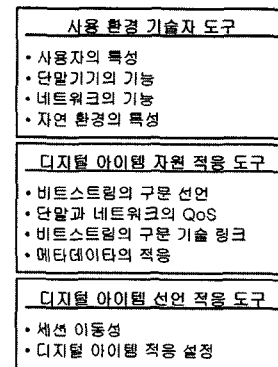 사용 환경 기술자 도구
• 사용자의 특성
• 단말기기의 기능
• 네트워크의 기능
• 자연 환경의 특성
디지털 아이템 자원 적응 도구
• 비트스트림의 구문 선언
• 단말과 네트워크의 QoS
• 비트스트림의 구문 기술 링크
• 메타데이타의 적응
디지털 아이템 선언 적응 도구
• 세션 이동성
• 디지털 아이템 적응 설정